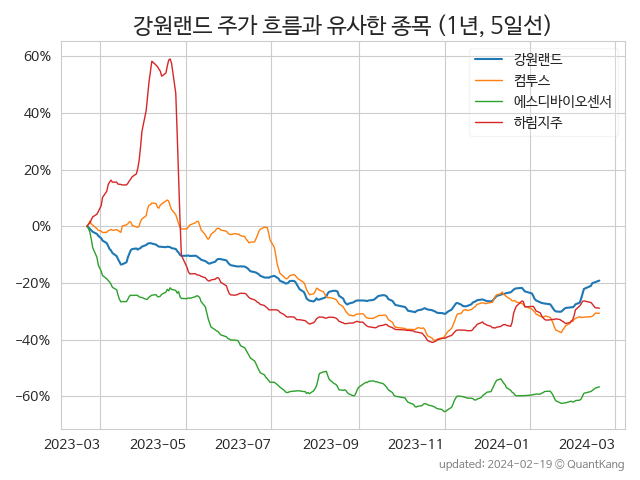 강원랜드 주가 흐름과 유사한 종목 (1년, 5일선)
강원랜드
컴투스
에스디바이오센서
하림지주
60%
40%
20%
0%
−20%
−40%
−60%
2023-03 2023-05 2023-07 2023-09 2023-11 2024-01 2024-03
updated: 2024-02-19 © QuantKang